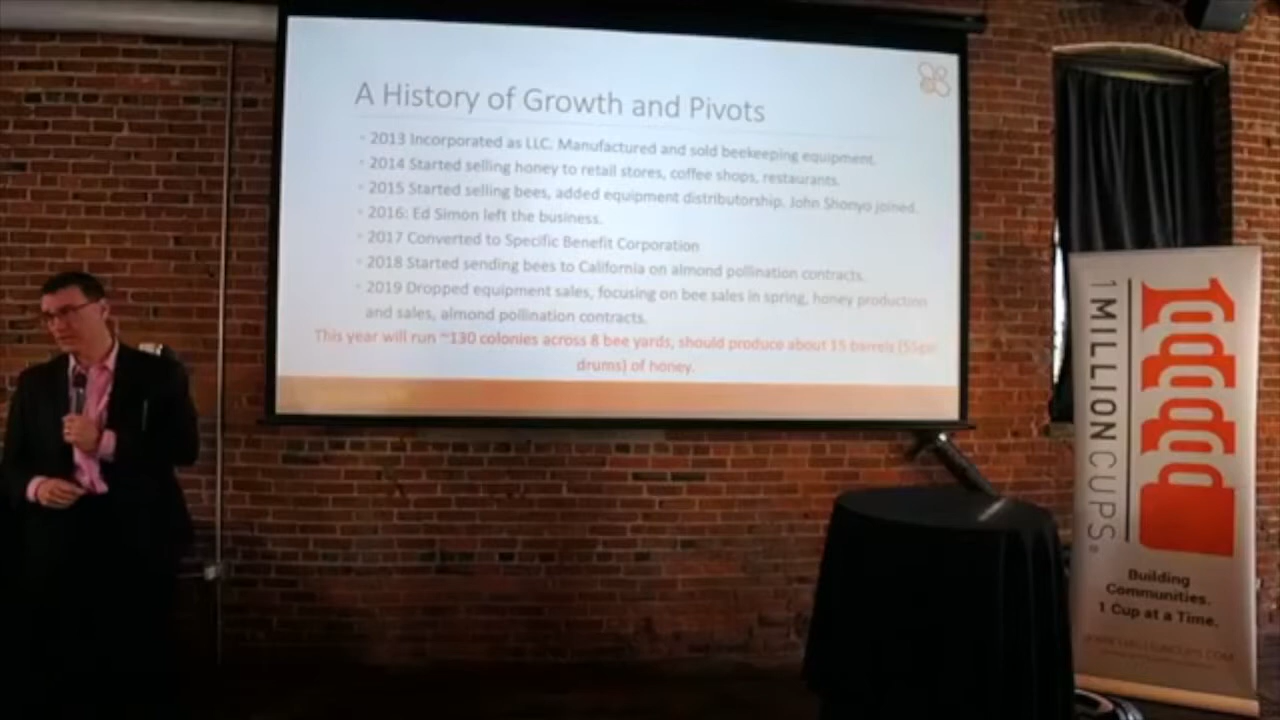 A History of Growth and Pivots
◦ 2013 Incorporated as LLC. Manufactured and sold beekeeping equipment.
◦ 2014 Started selling honey to retail stores, coffee shops, restaurants.
◦ 2015 Started selling bees, added equipment distributorship. John Shonyo joined.
◦ 2016: Ed Simon left the business.
◦ 2017 Converted to Specific Benefit Corporation
◦ 2018 Started sending bees to California on almond pollination contracts.
◦ 2019 Dropped equipment sales, focusing on bee sales in spring, honey production
and sales, almond pollination contracts.
This year will run ~130 colonies across 8 bee yards, should produce about 15 barrels
drums) of honey.
1 MILLION CUPS
Building
Communities.
1 Cup at a Time.